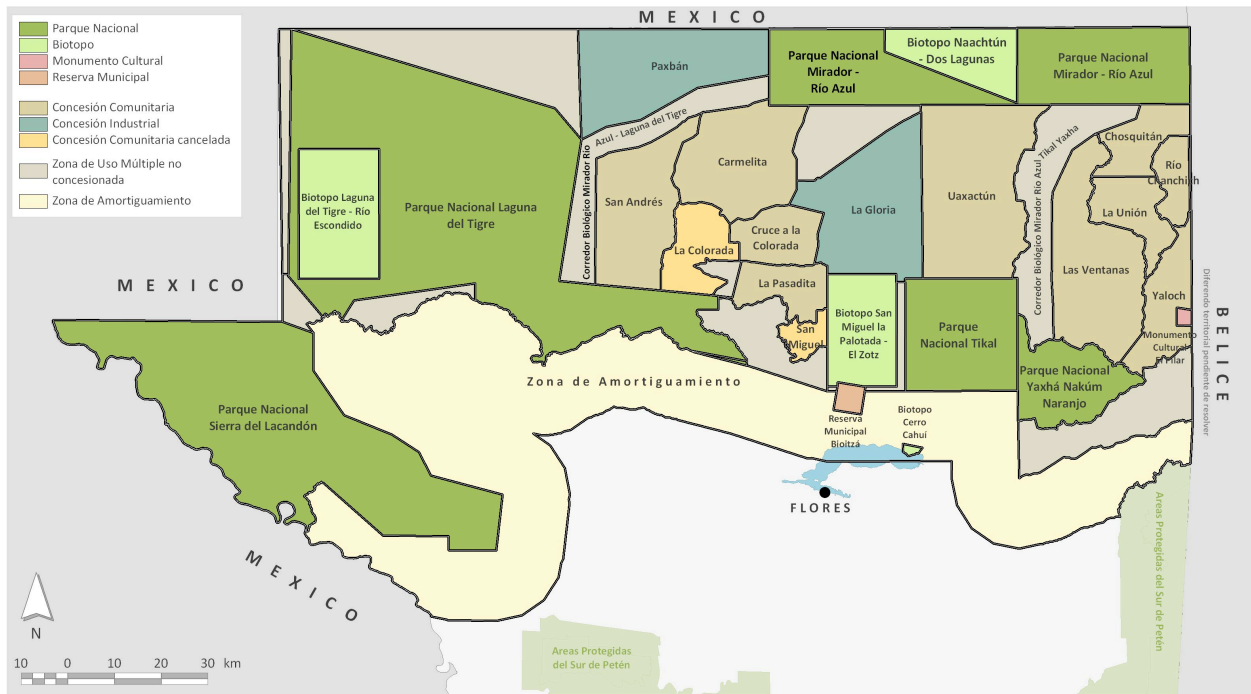 MEXICO
Parque Nacional
Biotopo
Monumento Cultural
Reserva Municipal
Concesión Comunitaria
Concesión Industrial
Concesión Comunitaria cancelada
Zona de Uso Múltiple no
concesionada
Zona de Amortiguamiento
Paxbán
Parque Nacional
Mirador -
Río Azul
Biotopo Naachtún
- Dos Lagunas
Parque Nacional
Mirador - Río Azul
Corredor Biológico Mirador Río
Azul - Laguna del Tigre
Biotopo Laguna
del Tigre - Río
Escondido
Parque Nacional Laguna
del Tigre
San Andrés
Carmelita
La Gloria
Uaxactún
Corredor Biológico Mirador Río Azul
Tikal Yaxha
Chosquitán
Río
Chanchich
La Unión
Las Ventanas
La Colorada
Cruce a la
Colorada
La Pasadita
San
Miguel
Biotopo San
Miguel la
Palotada -
El Zotz
Parque
Nacional Tikal
Yaloch
Monumento
Cultural
El Pilar
Parque Nacional
Yaxhá Nakúm
Naranjo
MEXICO
BELICE
Diferendo territorial pendiente de resolver
Zona de Amortiguamiento
Parque Nacional
Sierra del Lacandón
Reserva
Municipal
Bioitzá
Biotopo
Cerro
Cahuí
FLORES
MEXICO
Areas Protegidas
del Sur de Petén
Areas Protegidas del Sur de Petén
N
10 0 10 20 30 km